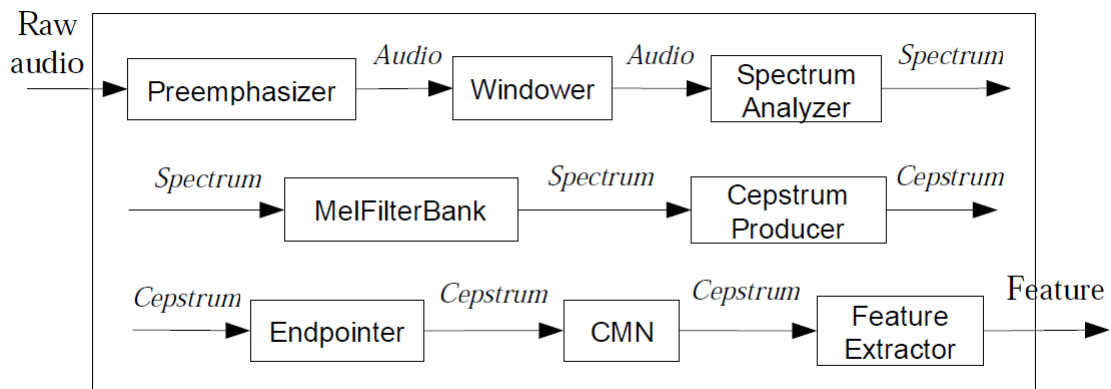 Raw
audio
Preemphasizer
Audio
Windower
Audio
Spectrum
Analyzer
Spectrum
Spectrum
MelFilterBank
Spectrum
Cepstrum
Producer
Cepstrum
Cepstrum
Endpointer
Cepstrum
CMN
Cepstrum
Feature
Extractor
Feature